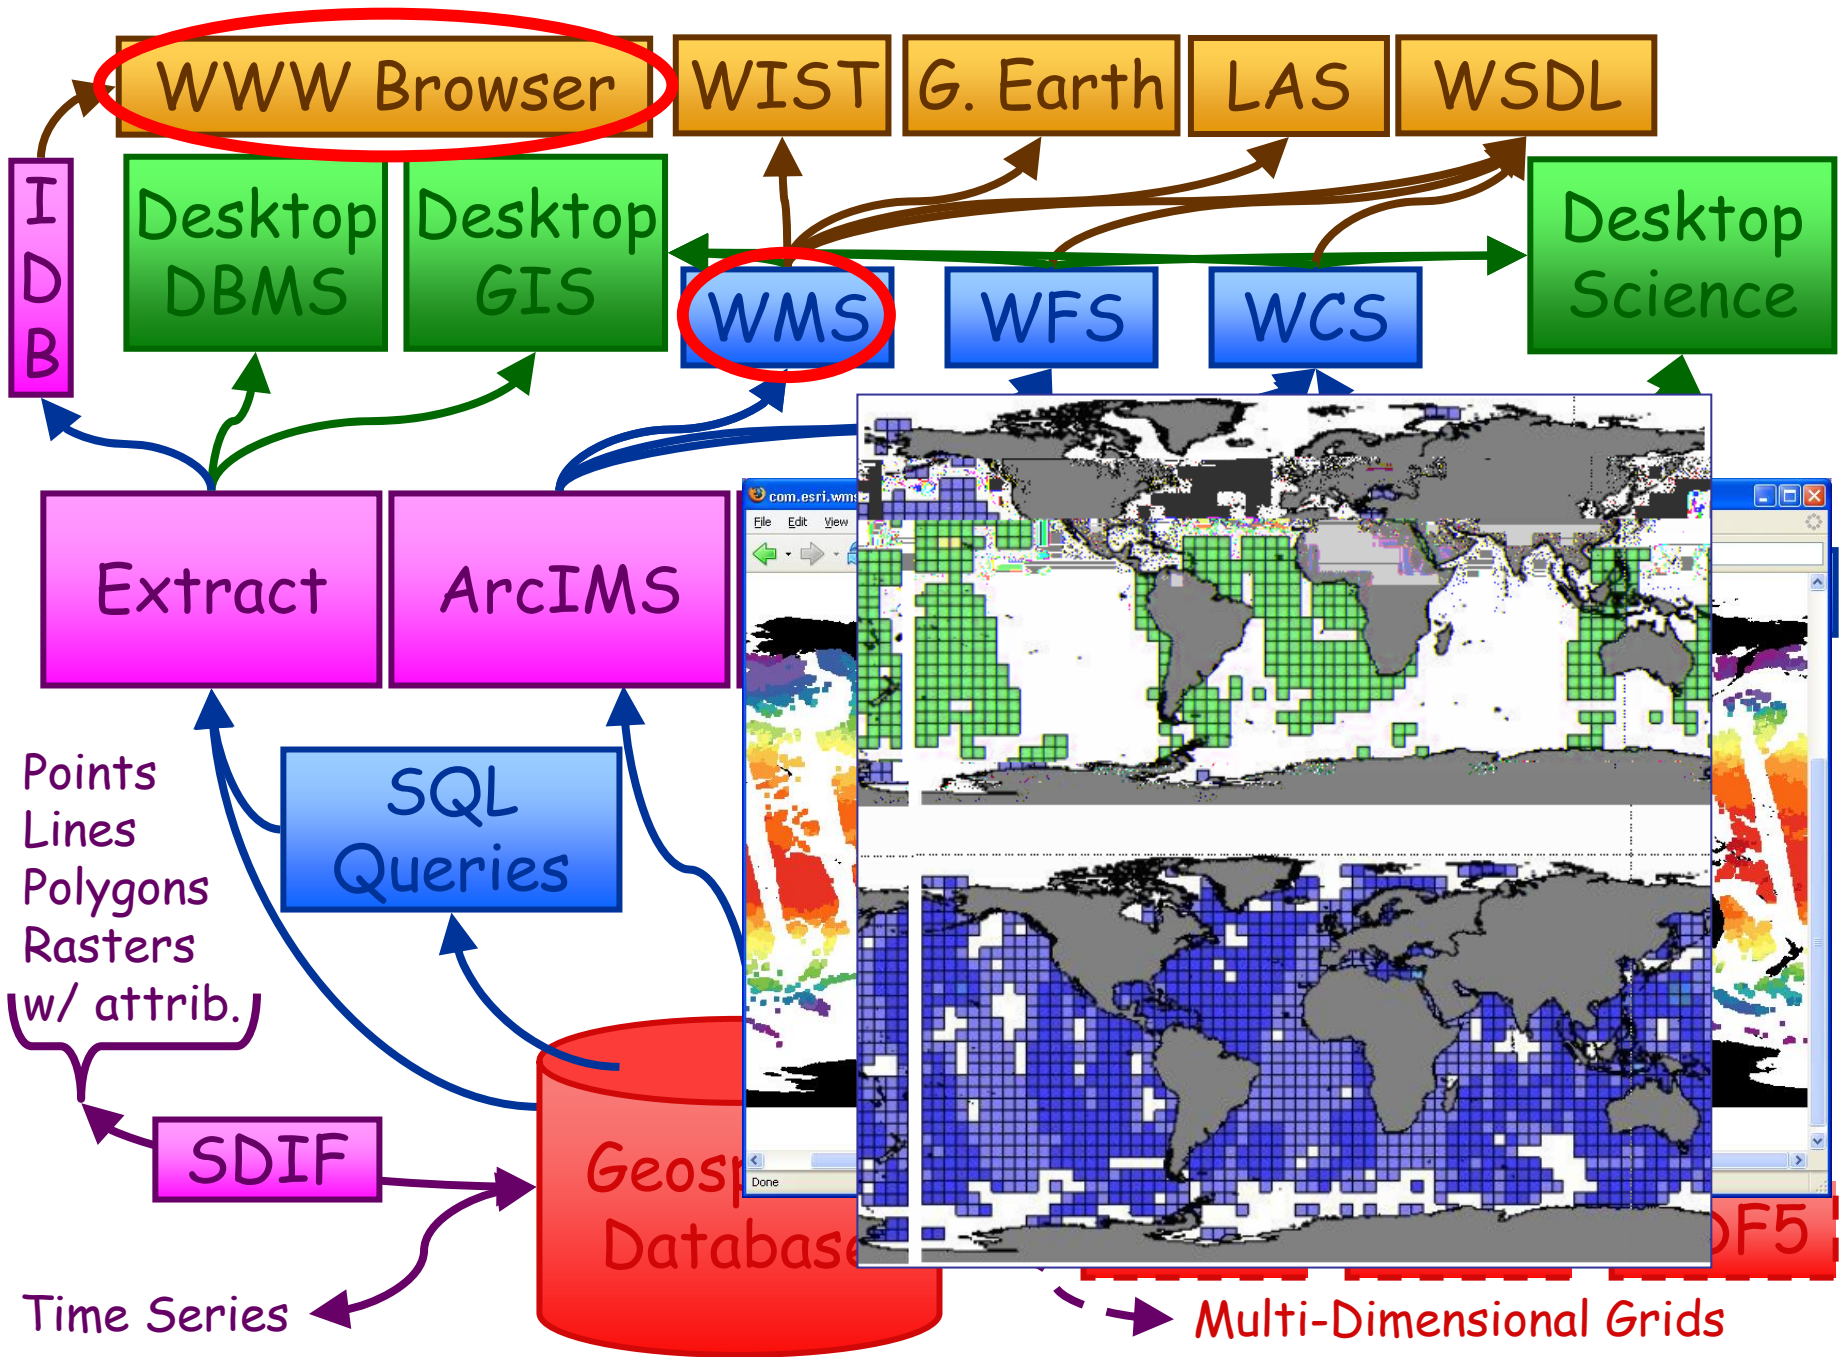 WWW Browser
WIST
G. Earth
LAS
WSDL
I
D
B
Desktop
DBMS
Desktop
GIS
WMS
WFS
WCS
Desktop
Science
Extract
ArcIMS
com.esri.wms
File Edit View
Points
Lines
Polygons
Rasters
w/ attrib.
SQL
Queries
SDIF
Geosp
Database
Done
DF5
Time Series
Multi-Dimensional Grids